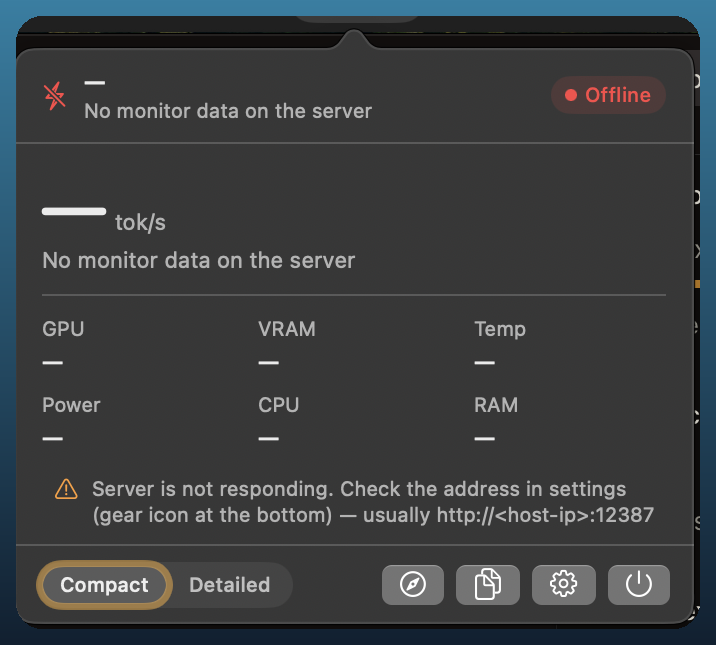 —
No monitor data on the server
Offline
— tok/s
No monitor data on the server
GPU
VRAM
Temp
—
—
—
Power
CPU
RAM
—
—
—
Server is not responding. Check the address in settings
(gear icon at the bottom) — usually http://<host-ip>:12387
Compact
Detailed